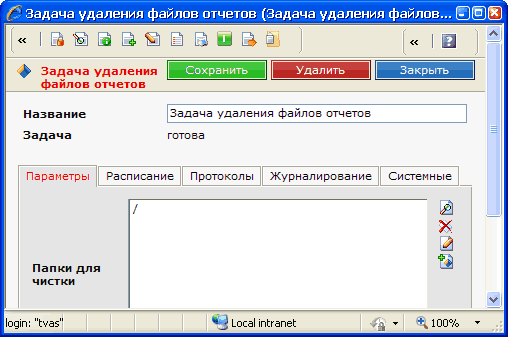 Задача удаления файлов отчетов (Задача удаления файлов...
«
«
?
Задача удаления
файлов отчетов
Сохранить
Удалить
Закрыть
Название
Задача удаления файлов отчетов
Задача
готова
Параметры
Расписание
Протоколы
Журналирование
Системные
/
Папки для
чистки
login: "tvas"
Local intranet
100%